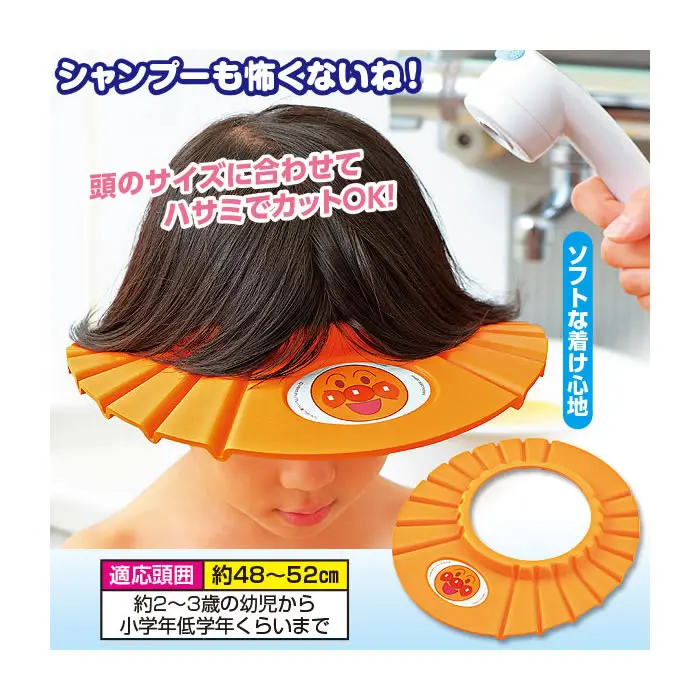 シャンプーも怖くないね!
頭のサイズに合わせて
ハサミでカットOK!
ソフトな着け心地
適応頭囲 約48〜52cm
約2〜3歳の幼児から
小学年低学年くらいまで